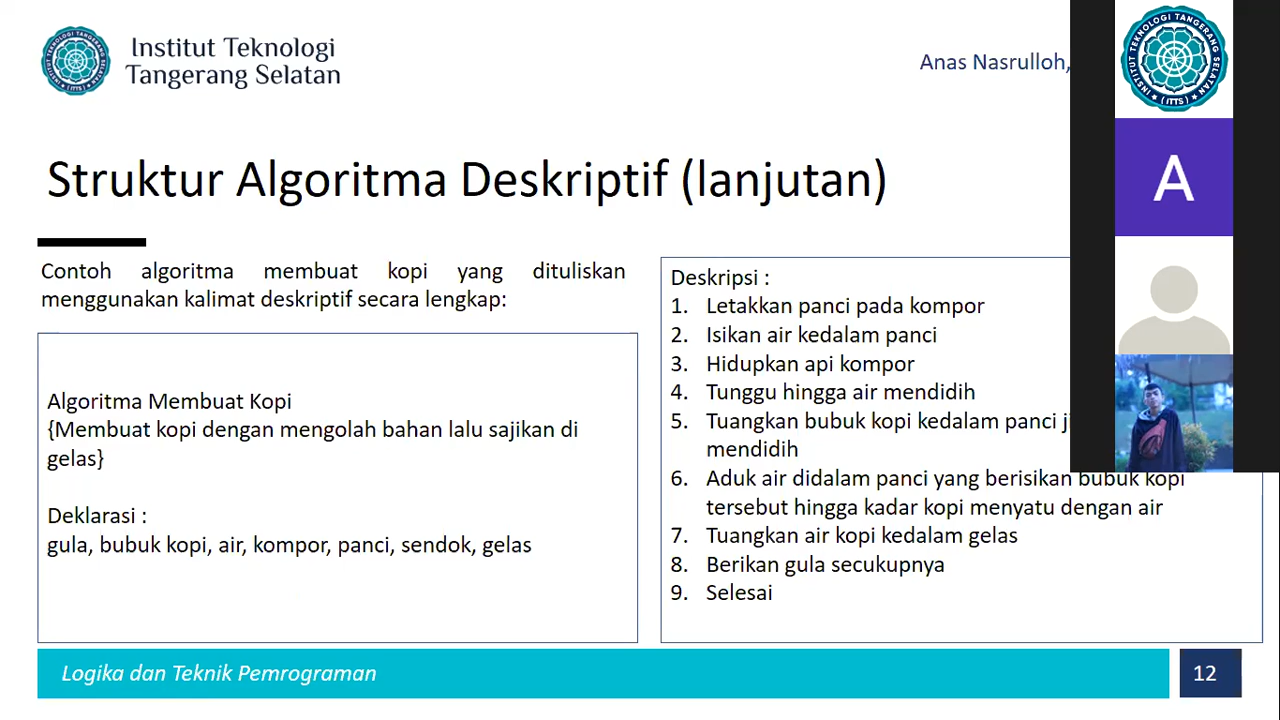 Institut Teknologi
Tangerang Selatan
Anas Nasrulloh,
INSTITUT TEKNOLOGI TANGERANG SELATAN
(ITTS)
A
Struktur Algoritma Deskriptif (lanjutan)
Contoh algoritma membuat kopi yang dituliskan
menggunakan kalimat deskriptif secara lengkap:
Algoritma Membuat Kopi
{Membuat kopi dengan mengolah bahan lalu sajikan di
gelas}
Deklarasi :
gula, bubuk kopi, air, kompor, panci, sendok, gelas
Deskripsi :
1. Letakkan panci pada kompor
2. Isikan air kedalam panci
3. Hidupkan api kompor
4. Tunggu hingga air mendidih
5. Tuangkan bubuk kopi kedalam panci
mendidih
6. Aduk air didalam panci yang berisikan bubuk kopi
tersebut hingga kadar kopi menyatu dengan air
7. Tuangkan air kopi kedalam gelas
8. Berikan gula secukupnya
9. Selesai
Logika dan Teknik Pemrograman
12